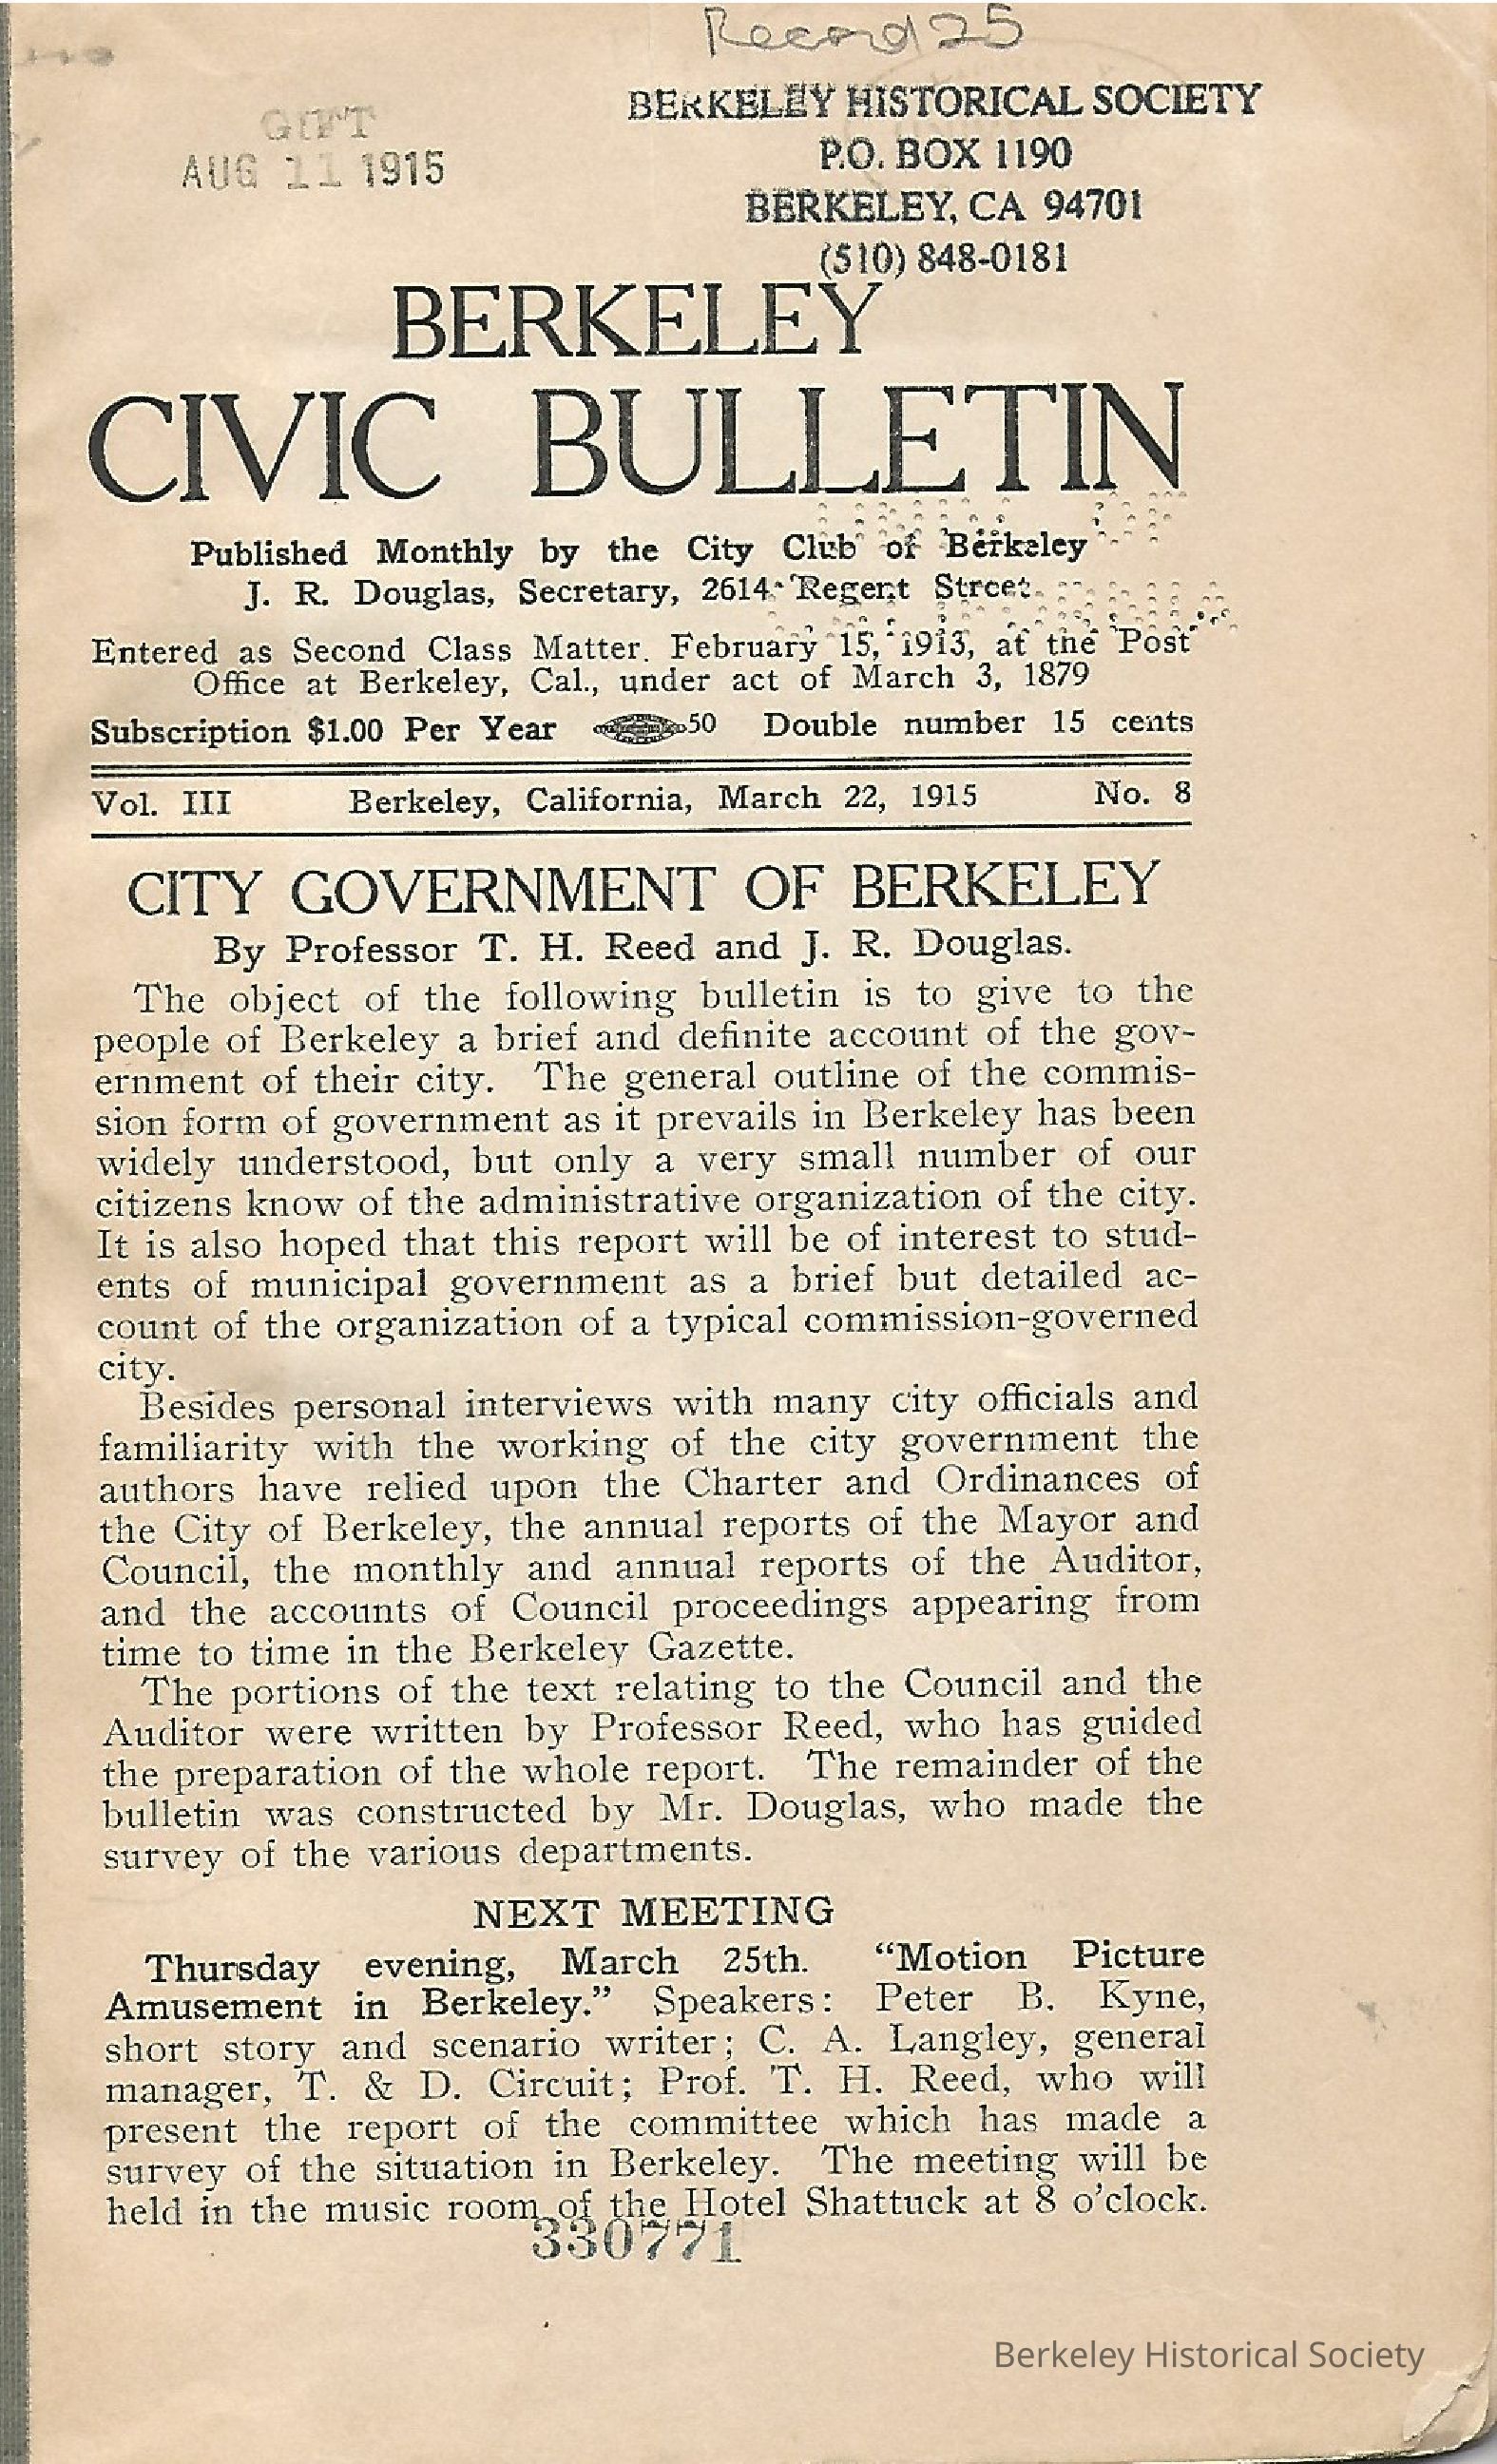 Record 25
GIFT
AUG 11 1915
BERKELEY HISTORICAL SOCIETY
P.O. BOX 1190
BERKELEY, CA 94701
(510) 848-0181
BERKELEY
CIVIC BULLETIN
Published Monthly by the City Club of Berkeley
J. R. Douglas, Secretary, 2614 Regent Street.
Entered as Second Class Matter. February 15, 1913, at the Post
Office at Berkeley, Cal., under act of March 3, 1879
Subscription $1.00 Per Year 50 Double number 15 cents
Vol. III Berkeley, California, March 22, 1915 No. 8
CITY GOVERNMENT OF BERKELEY
By Professor T. H. Reed and J. R. Douglas.
The object of the following bulletin is to give to the
people of Berkeley a brief and definite account of the gov-
ernment of their city. The general outline of the commis-
sion form of government as it prevails in Berkeley has been
widely understood, but only a very small number of our
citizens know of the administrative organization of the city.
It is also hoped that this report will be of interest to stud-
ents of municipal government as a brief but detailed ac-
count of the organization of a typical commission-governed
city.
Besides personal interviews with many city officials and
familiarity with the working of the city government the
authors have relied upon the Charter and Ordinances of
the City of Berkeley, the annual reports of the Mayor and
Council, the monthly and annual reports of the Auditor,
and the accounts of Council proceedings appearing from
time to time in the Berkeley Gazette.
The portions of the text relating to the Council and the
Auditor were written by Professor Reed, who has guided
the preparation of the whole report. The remainder of the
bulletin was constructed by Mr. Douglas, who made the
survey of the various departments.
NEXT MEETING
Thursday evening, March 25th. “Motion Picture
Amusement in Berkeley.” Speakers: Peter B. Kyne,
short story and scenario writer; C. A. Langley, general
manager, T. & D. Circuit; Prof. T. H. Reed, who will
present the report of the committee which has made a
survey of the situation in Berkeley. The meeting will be
held in the music room of the Hotel Shattuck at 8 o’clock.
330771
Berkeley Historical Society